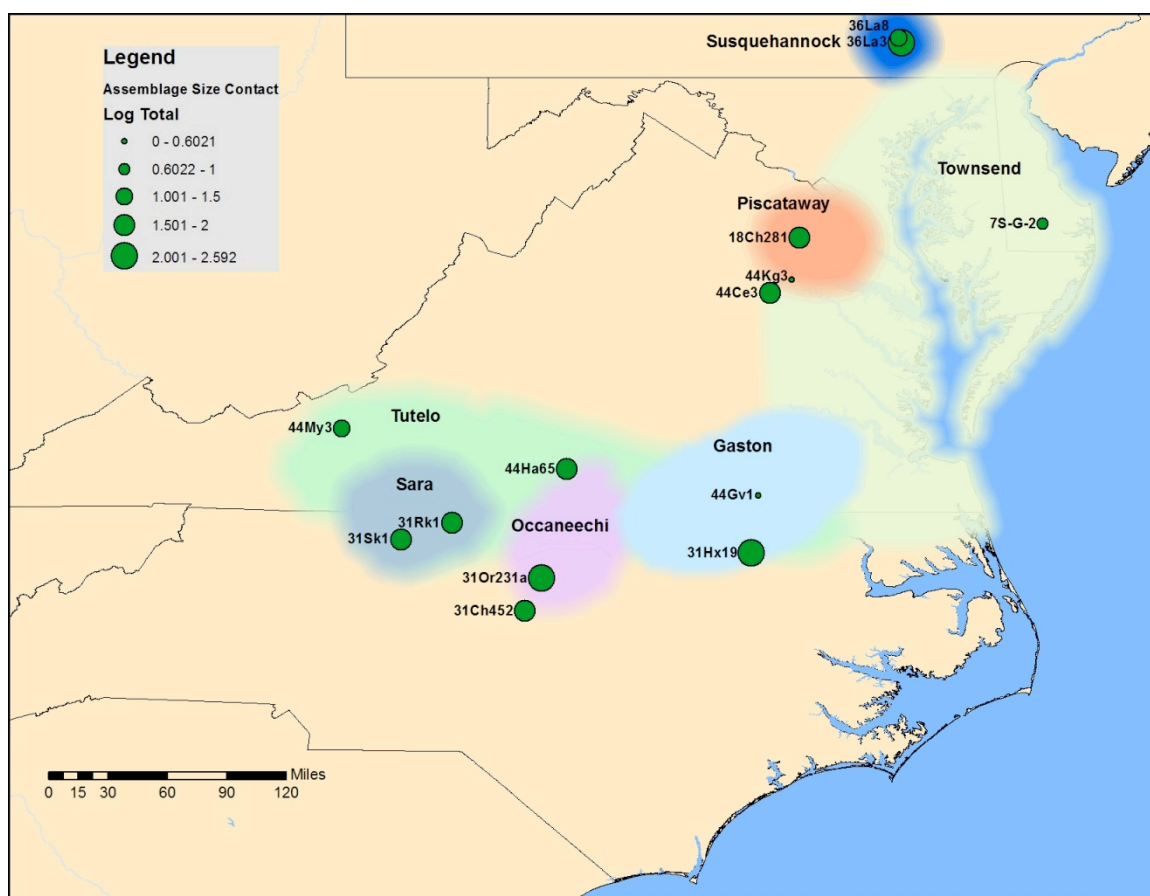 36La8
Susquehannock 36La3
Legend
Assemblage Size Contact
Log Total
0 - 0.6021
0.6022 - 1
1.001 - 1.5
1.501 - 2
2.001 - 2.592
Townsend
Piscataway
7S-G-2
18Ch281
44Kg3
44Ce3
Tutelo
44My3
Gaston
44Ha65
Sara
44Gv1
31Rk1
Occaneechi
31Sk1
31Hx19
31Or231a
31Ch452
Miles
0 15 30 60 90 120